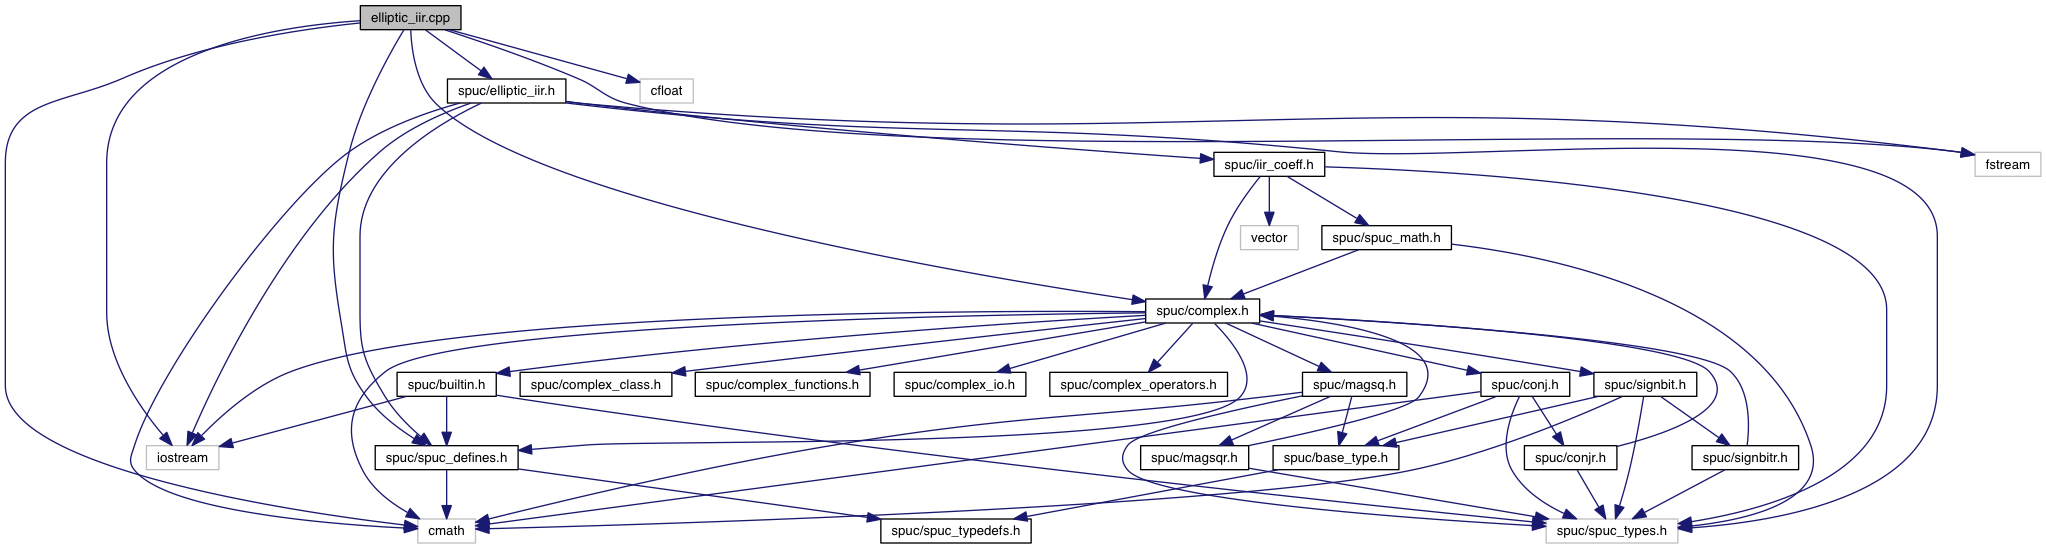 elliptic_iir.cpp
spuc/elliptic_iir.h
cfloat
spuc/iir_coeff.h
fstream
vector
spuc/spuc_math.h
spuc/complex.h
spuc/builtin.h
spuc/complex_class.h
spuc/complex_functions.h
spuc/complex_io.h
spuc/complex_operators.h
spuc/magsq.h
spuc/conj.h
spuc/signbit.h
iostream
spuc/spuc_defines.h
spuc/magsqr.h
spuc/base_type.h
spuc/conjr.h
spuc/signbitr.h
cmath
spuc/spuc_typedefs.h
spuc/spuc_types.h